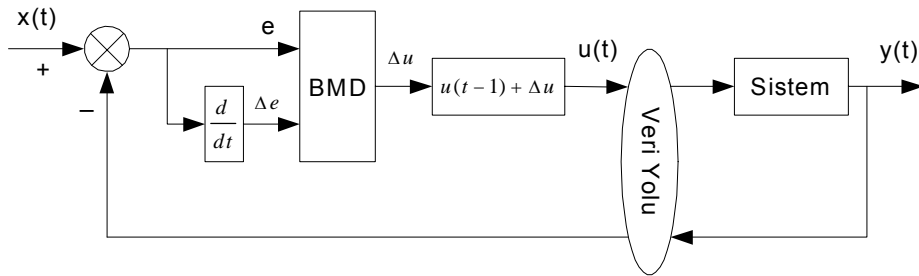 x(t)
+
−
e
d
dt
Δe
BMD
Δu
u(t−1)+Δu
u(t)
Veri Yolu
Sistem
y(t)